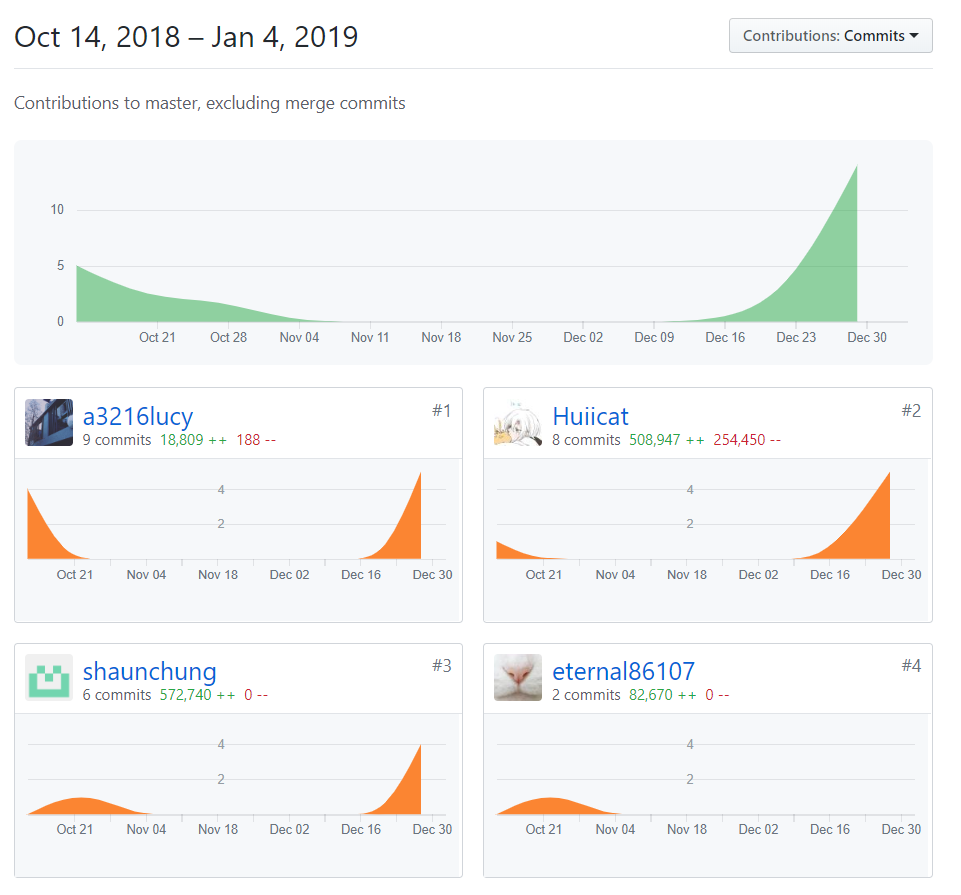 Oct 14, 2018 – Jan 4, 2019
Contributions: Commits
Contributions to master, excluding merge commits
10
5
0
Oct 21 Oct 28 Nov 04 Nov 11 Nov 18 Nov 25 Dec 02 Dec 09 Dec 16 Dec 23 Dec 30
a3216lucy #1
9 commits 18,809 ++ 188 --
4
2
Oct 21 Nov 04 Nov 18 Dec 02 Dec 16 Dec 30
Huiicat #2
8 commits 508,947 ++ 254,450 --
4
2
Oct 21 Nov 04 Nov 18 Dec 02 Dec 16 Dec 30
shaunchung #3
6 commits 572,740 ++ 0 --
4
2
Oct 21 Nov 04 Nov 18 Dec 02 Dec 16 Dec 30
eternal86107 #4
2 commits 82,670 ++ 0 --
4
2
Oct 21 Nov 04 Nov 18 Dec 02 Dec 16 Dec 30